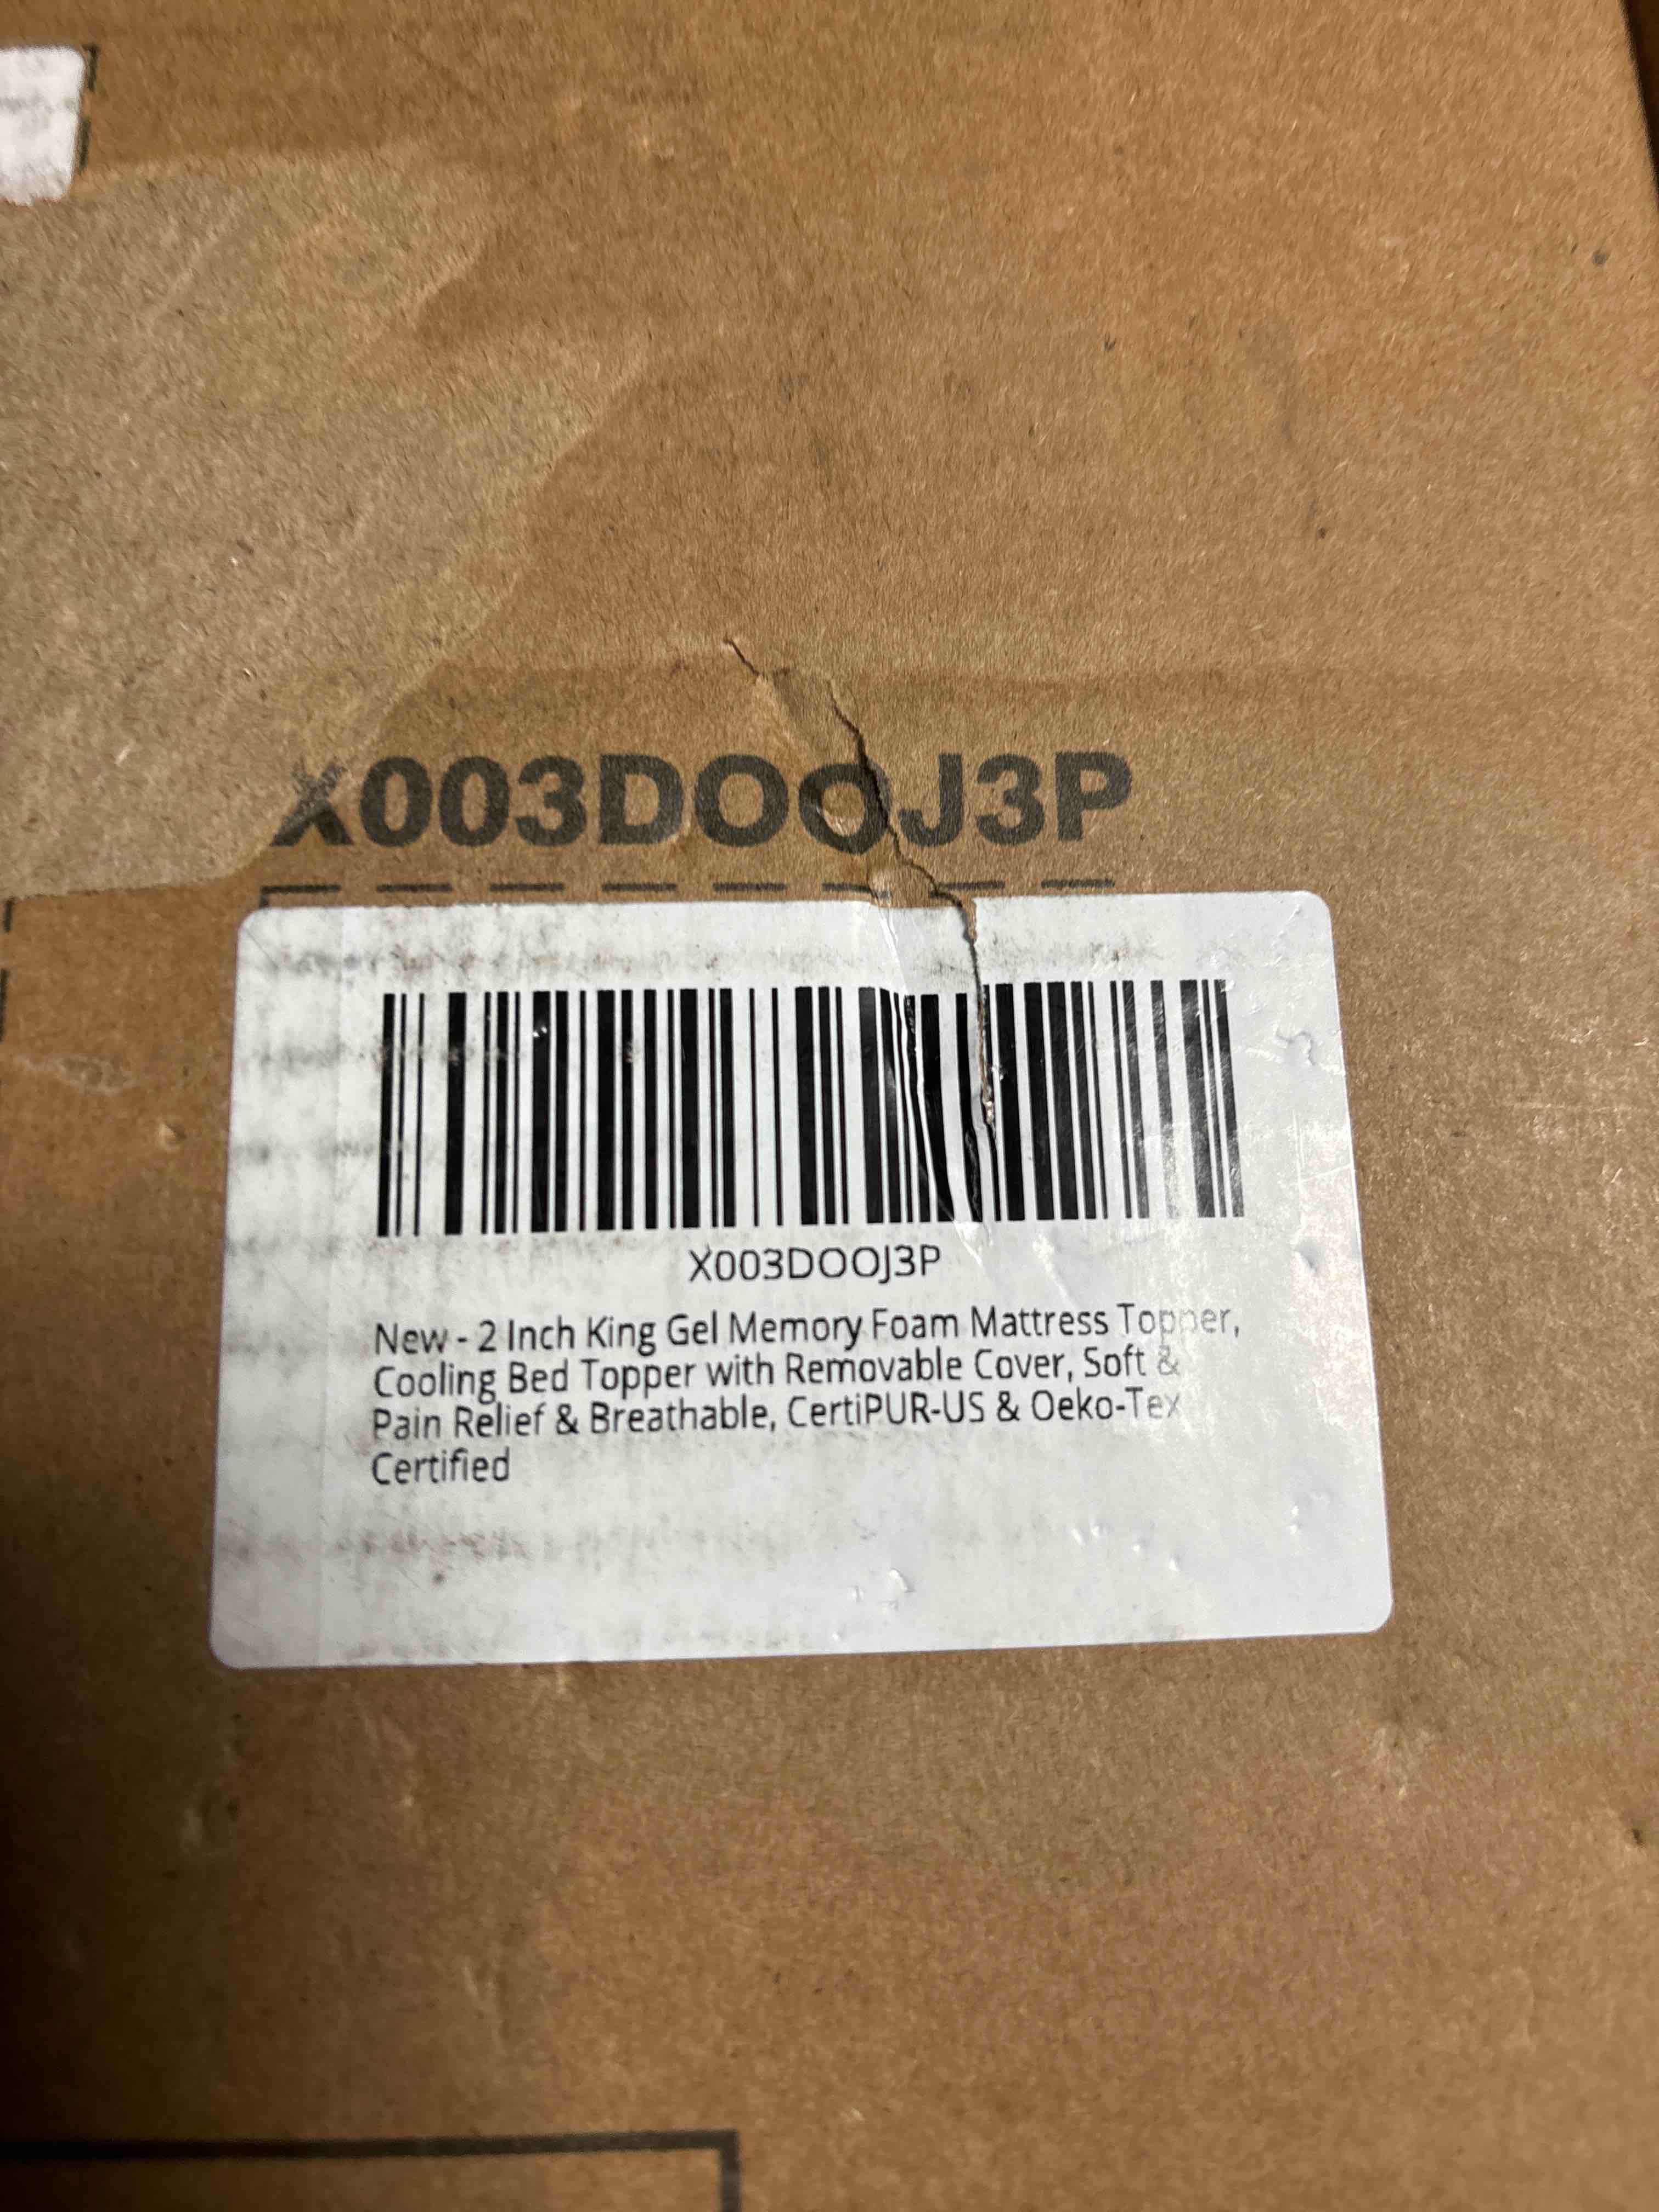 X003DOOJ3P
X003DOOJ3P
New - 2 Inch King Gel Memory Foam Mattress Topper,
Cooling Bed Topper with Removable Cover, Soft &
Pain Relief & Breathable, CertiPUR-US & Oeko-Tex
Certified